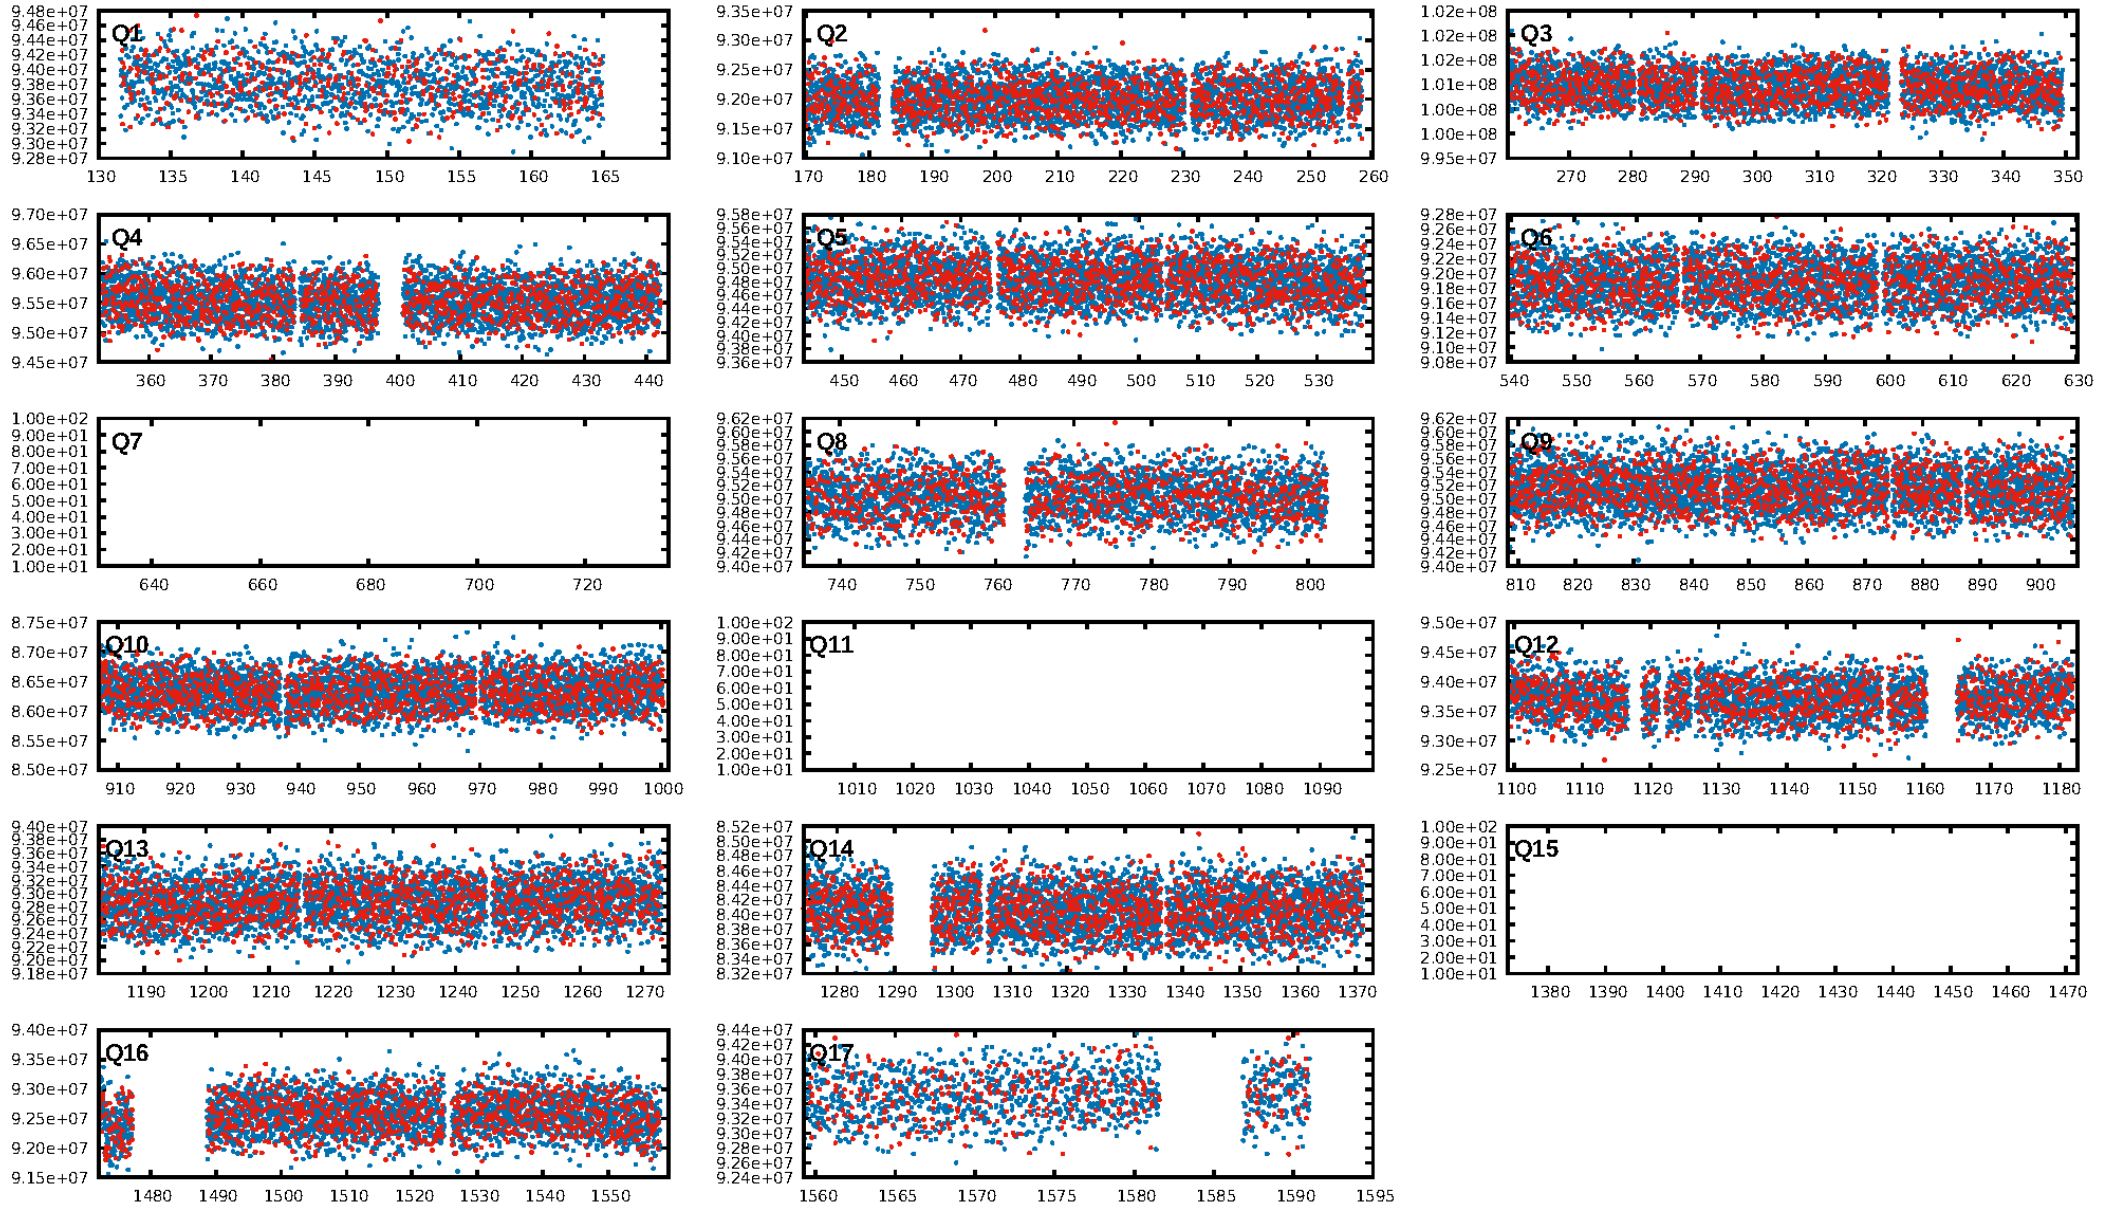 Q1
9.48e+07
9.46e+07
9.44e+07
9.42e+07
9.40e+07
9.38e+07
9.36e+07
9.34e+07
9.32e+07
9.30e+07
9.28e+07
130 135 140 145 150 155 160 165
Q2
9.35e+07
9.30e+07
9.25e+07
9.20e+07
9.15e+07
9.10e+07
170 180 190 200 210 220 230 240 250 260
Q3
1.02e+08
1.02e+08
1.02e+08
1.01e+08
1.00e+08
1.00e+08
9.95e+07
270 280 290 300 310 320 330 340 350
Q4
9.70e+07
9.65e+07
9.60e+07
9.55e+07
9.50e+07
9.45e+07
360 370 380 390 400 410 420 430 440
Q5
9.58e+07
9.56e+07
9.54e+07
9.52e+07
9.50e+07
9.48e+07
9.46e+07
9.44e+07
9.42e+07
9.40e+07
9.38e+07
9.36e+07
450 460 470 480 490 500 510 520 530
Q6
9.28e+07
9.26e+07
9.24e+07
9.22e+07
9.20e+07
9.18e+07
9.16e+07
9.14e+07
9.12e+07
9.10e+07
9.08e+07
540 550 560 570 580 590 600 610 620 630
Q7
1.00e+02
9.00e+01
8.00e+01
7.00e+01
6.00e+01
5.00e+01
4.00e+01
3.00e+01
2.00e+01
1.00e+01
640 660 680 700 720
Q8
9.62e+07
9.60e+07
9.58e+07
9.56e+07
9.54e+07
9.52e+07
9.50e+07
9.48e+07
9.46e+07
9.44e+07
9.42e+07
9.40e+07
740 750 760 770 780 790 800
Q9
9.62e+07
9.60e+07
9.58e+07
9.56e+07
9.54e+07
9.52e+07
9.50e+07
9.48e+07
9.46e+07
9.44e+07
9.42e+07
9.40e+07
810 820 830 840 850 860 870 880 890 900
Q10
8.75e+07
8.70e+07
8.65e+07
8.60e+07
8.55e+07
8.50e+07
910 920 930 940 950 960 970 980 990 1000
Q11
1.00e+02
9.00e+01
8.00e+01
7.00e+01
6.00e+01
5.00e+01
4.00e+01
3.00e+01
2.00e+01
1.00e+01
1010 1020 1030 1040 1050 1060 1070 1080 1090
Q12
9.50e+07
9.45e+07
9.40e+07
9.35e+07
9.30e+07
9.25e+07
1100 1110 1120 1130 1140 1150 1160 1170 1180
Q13
9.40e+07
9.38e+07
9.36e+07
9.34e+07
9.32e+07
9.30e+07
9.28e+07
9.26e+07
9.24e+07
9.22e+07
9.20e+07
9.18e+07
1190 1200 1210 1220 1230 1240 1250 1260 1270
Q14
8.52e+07
8.50e+07
8.48e+07
8.46e+07
8.44e+07
8.42e+07
8.40e+07
8.38e+07
8.36e+07
8.34e+07
8.32e+07
1280 1290 1300 1310 1320 1330 1340 1350 1360 1370
Q15
1.00e+02
9.00e+01
8.00e+01
7.00e+01
6.00e+01
5.00e+01
4.00e+01
3.00e+01
2.00e+01
1.00e+01
1380 1390 1400 1410 1420 1430 1440 1450 1460 1470
Q16
9.40e+07
9.35e+07
9.30e+07
9.25e+07
9.20e+07
9.15e+07
1480 1490 1500 1510 1520 1530 1540 1550
Q17
9.44e+07
9.42e+07
9.40e+07
9.38e+07
9.36e+07
9.34e+07
9.32e+07
9.30e+07
9.28e+07
9.26e+07
9.24e+07
1560 1565 1570 1575 1580 1585 1590 1595